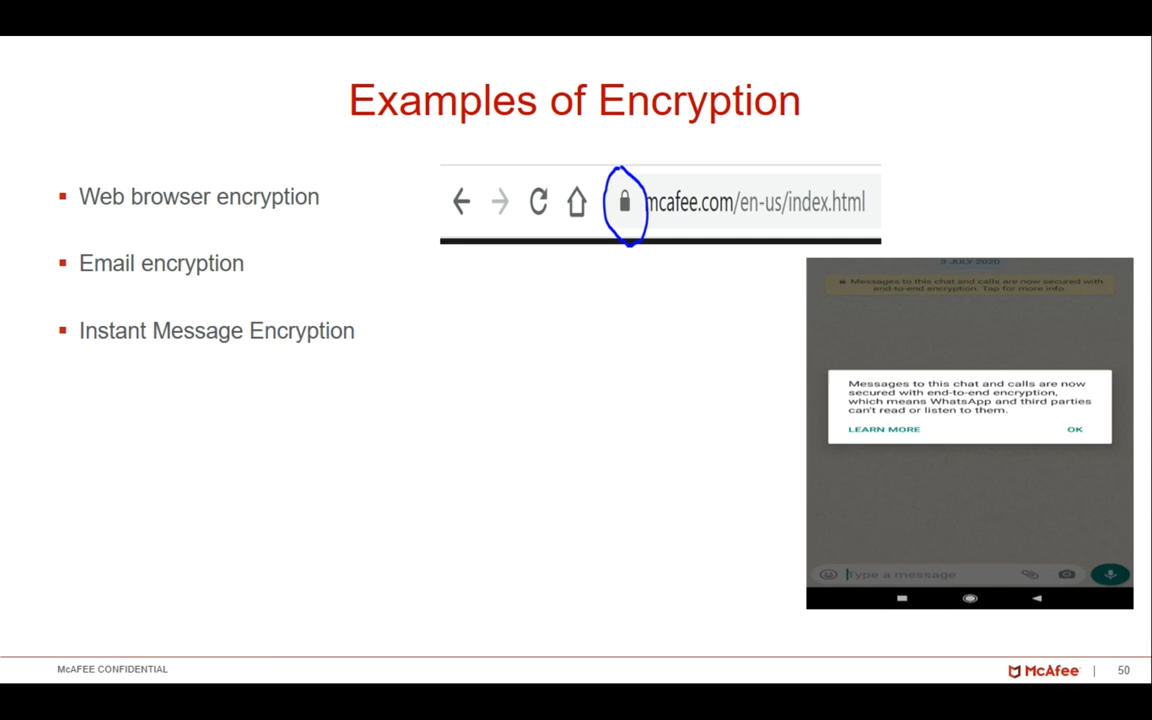 Examples of Encryption
Web browser encryption
mcafee.com/en-us/index.html
Email encryption
Instant Message Encryption
3 JULY 2020
Messages to this chat and calls are now secured with
end-to-end encryption. Tap for more info.
Messages to this chat and calls are now
secured with end-to-end encryption,
which means WhatsApp and third parties
can't read or listen to them.
LEARN MORE OK
Type a message
McAFEE CONFIDENTIAL
McAfee | 50